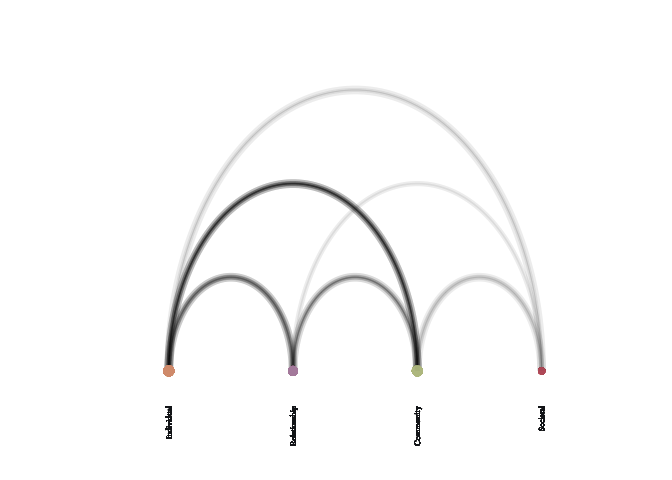 Individual
Relationship
Community
Societal